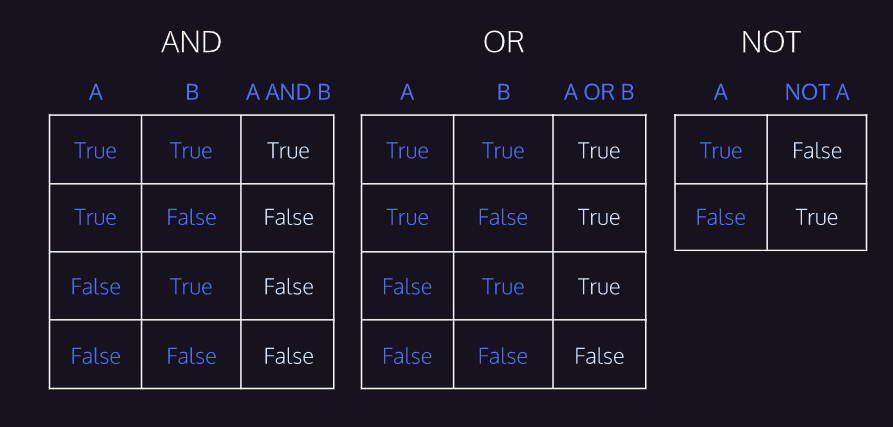 AND OR NOT
A B A AND B A B A OR B A NOT A
True True True True True True True False
True False False True False True False True
False True False False True True
False False False False False False